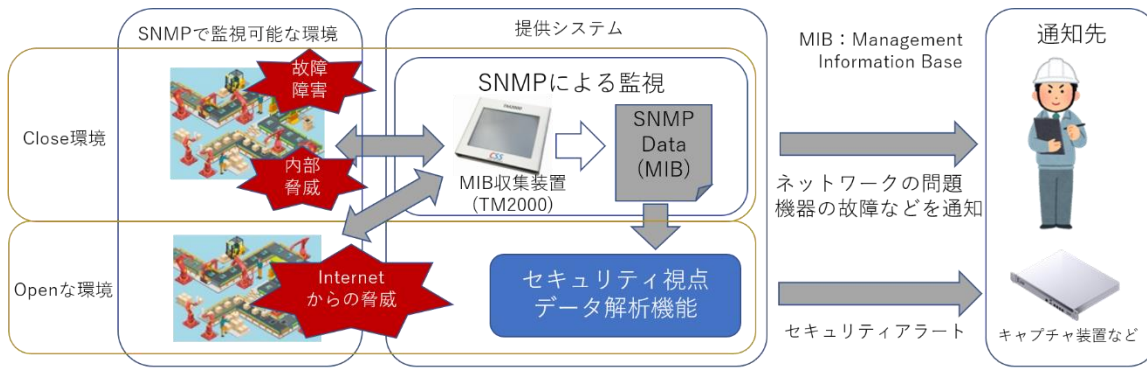 SNMPで監視可能な環境
提供システム
MIB：Management
Information Base
通知先
Close環境
故障
障害
内部
脅威
SNMPによる監視
TM2000
CSS
MIB収集装置
(TM2000)
SNMP
Data
(MIB)
ネットワークの問題
機器の故障などを通知
Openな環境
Internet
からの脅威
セキュリティ視点
データ解析機能
セキュリティアラート
キャプチャ装置など